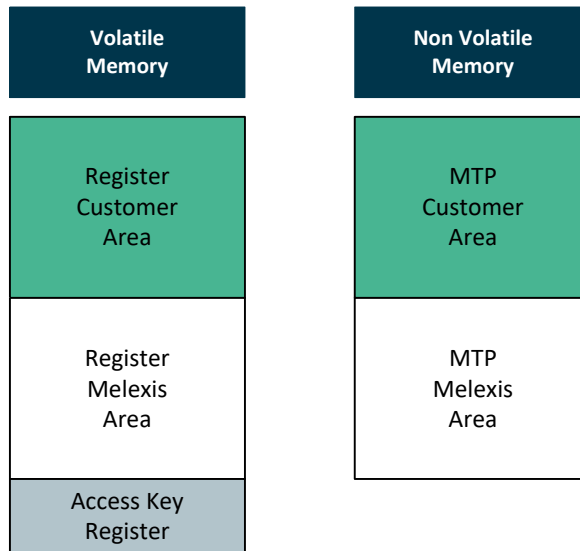 Volatile
Memory
Non Volatile
Memory
Register
Customer
Area
MTP
Customer
Area
Register
Melexis
Area
MTP
Melexis
Area
Access Key
Register